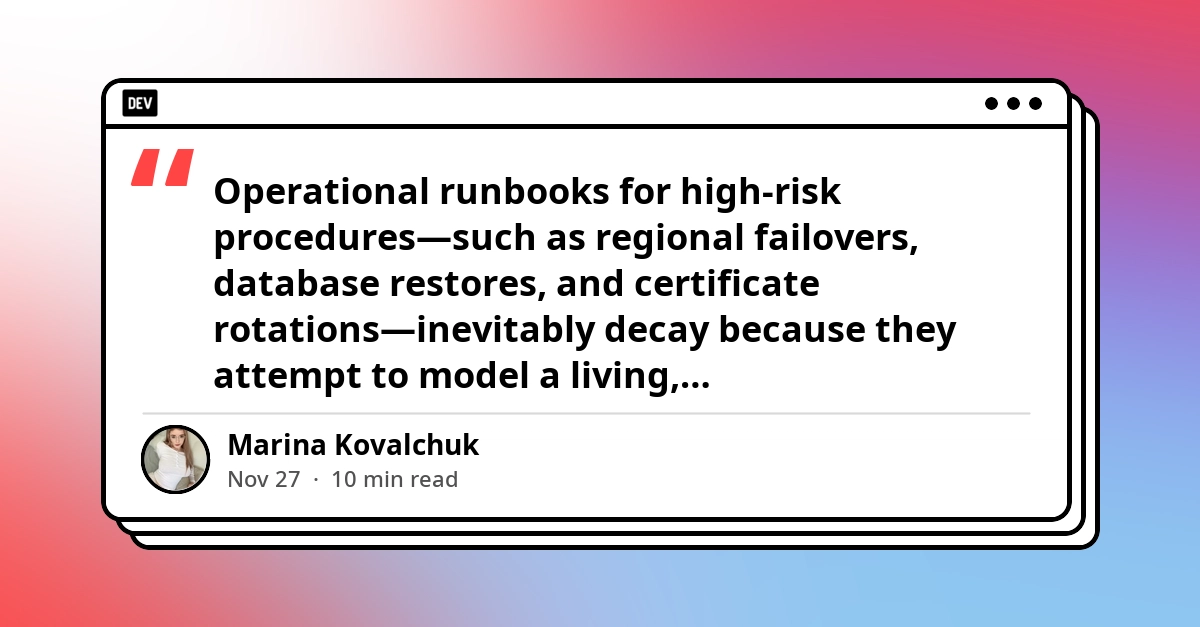 DEV
“
Operational runbooks for high-risk
procedures—such as regional failovers,
database restores, and certificate
rotations—inevitably decay because they
attempt to model a living,...
Marina Kovalchuk
Nov 27 · 10 min read